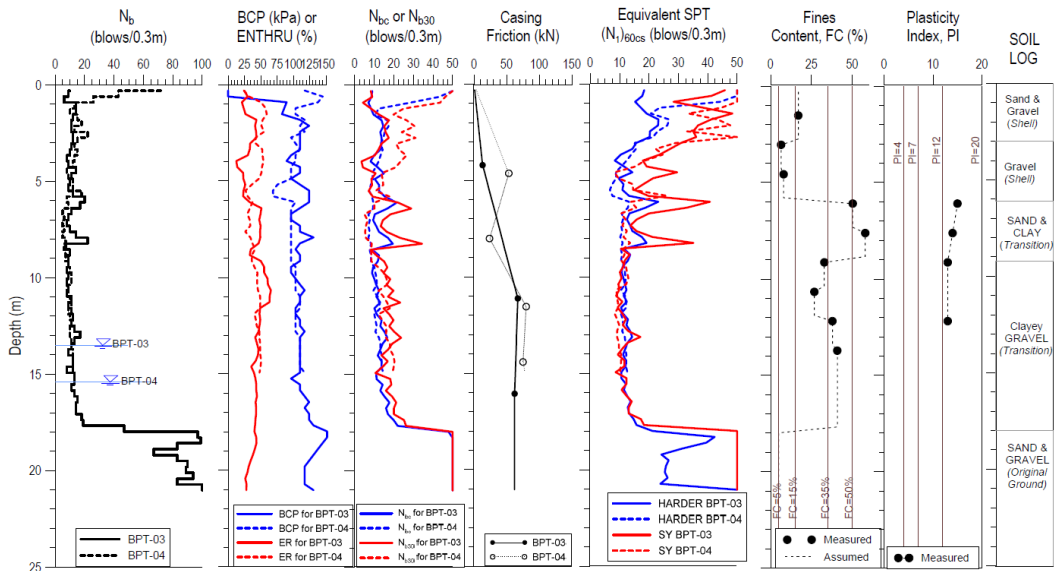 N_b
(blows/0.3m)
BCP (kPa) or
ENTHRU (%)
N_bc or N_b30
(blows/0.3m)
Casing
Friction (kN)
Equivalent SPT
(N₁)60cs (blows/0.3m)
Fines
Content, FC (%)
Plasticity
Index, PI
SOIL
LOG
0 20 40 60 80 100
0 25 50 75 100 125 150
0 10 20 30 40 50
0 50 100 150
0 10 20 30 40 50
0 50 100
0 10 20
Depth (m)
0
5
10
15
20
25
BPT-03
BPT-04
BPT-03
BPT-04
BCP for BPT-03
BCP for BPT-04
ER for BPT-03
ER for BPT-04
N_bc for BPT-03
N_bc for BPT-04
N_b30 for BPT-03
N_b30 for BPT-04
BPT-03
BPT-04
HARDER BPT-03
HARDER BPT-04
SY BPT-03
SY BPT-04
FC=5%
FC=15%
FC=35%
FC=50%
Measured
Assumed
PI=4
PI=7
PI=12
PI=20
Measured
Sand &
Gravel
(Shell)
Gravel
(Shell)
SAND &
CLAY
(Transition)
Clayey
GRAVEL
(Transition)
SAND &
GRAVEL
(Original
Ground)